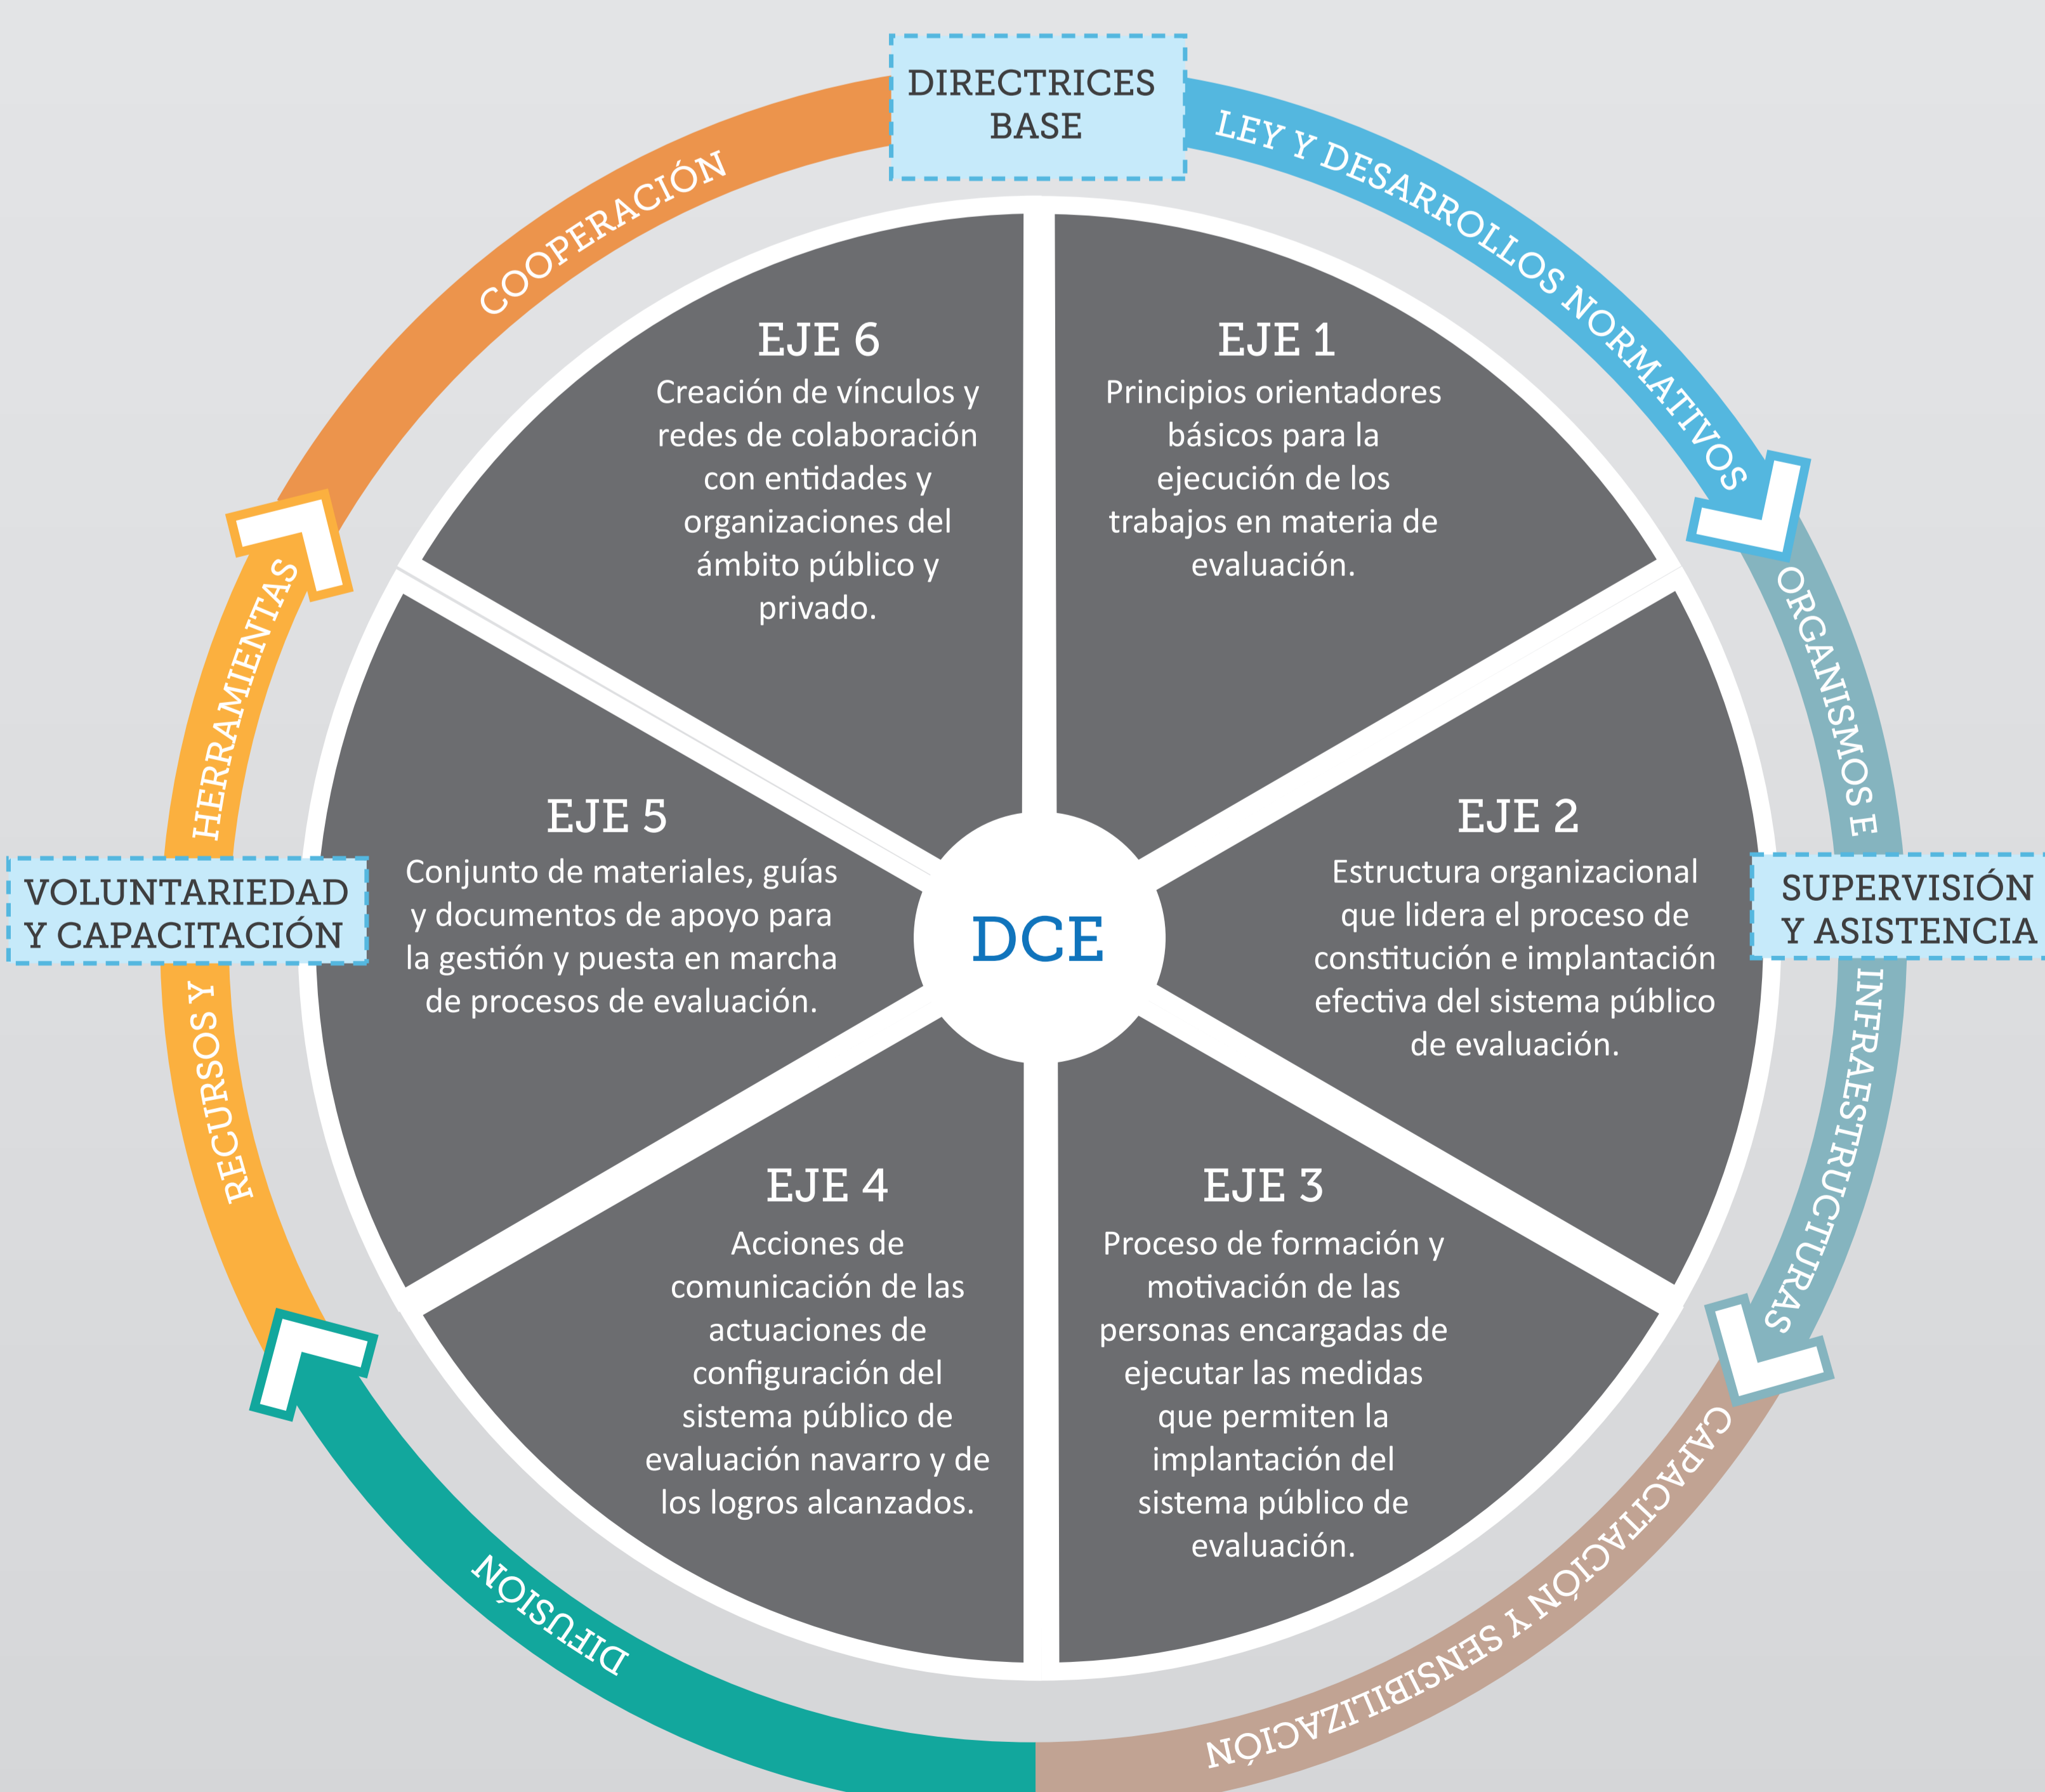 DIRECTRICES
BASE
LEY Y DESARROLLOS NORMATIVOS
ORGANISMOS E
INFRAESTRUCTURAS
SUPERVISIÓN
Y ASISTENCIA
CAPACITACIÓN Y SENSIBILIZACIÓN
DIFUSIÓN
RECURSOS Y
HERRAMIENTAS
VOLUNTARIEDAD
Y CAPACITACIÓN
COOPERACIÓN
EJE 1
Principios orientadores
básicos para la
ejecución de los
trabajos en materia de
evaluación.
EJE 2
Estructura organizacional
que lidera el proceso de
constitución e implantación
efectiva del sistema público
de evaluación.
EJE 3
Proceso de formación y
motivación de las
personas encargadas de
ejecutar las medidas
que permiten la
implantación del
sistema público de
evaluación.
EJE 4
Acciones de
comunicación de las
actuaciones de
configuración del
sistema público de
evaluación navarro y de
los logros alcanzados.
EJE 5
Conjunto de materiales, guías
y documentos de apoyo para
la gestión y puesta en marcha
de procesos de evaluación.
EJE 6
Creación de vínculos y
redes de colaboración
con entidades y
organizaciones del
ámbito público y
privado.
DCE